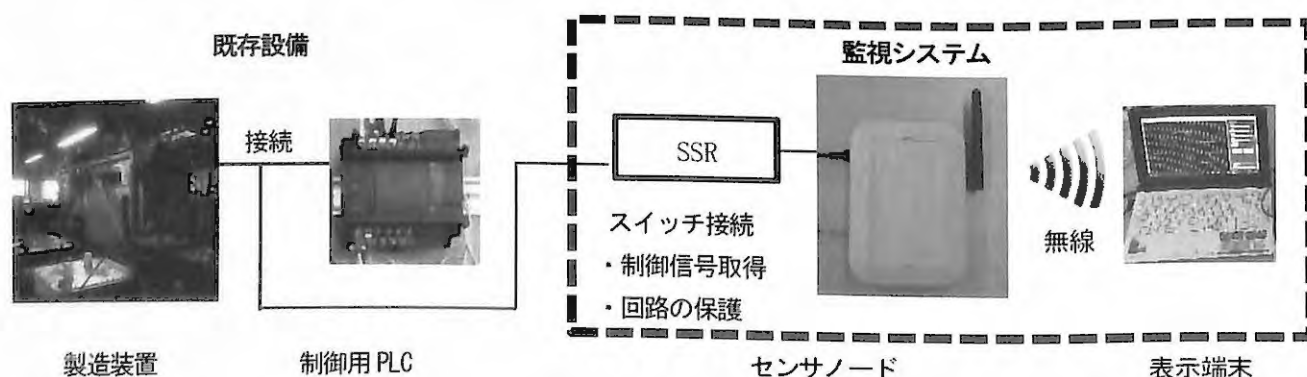 既存設備
監視システム
接続
SSR
スイッチ接続
・制御信号取得
・回路の保護
無線
製造装置
制御用 PLC
センサノード
表示端末